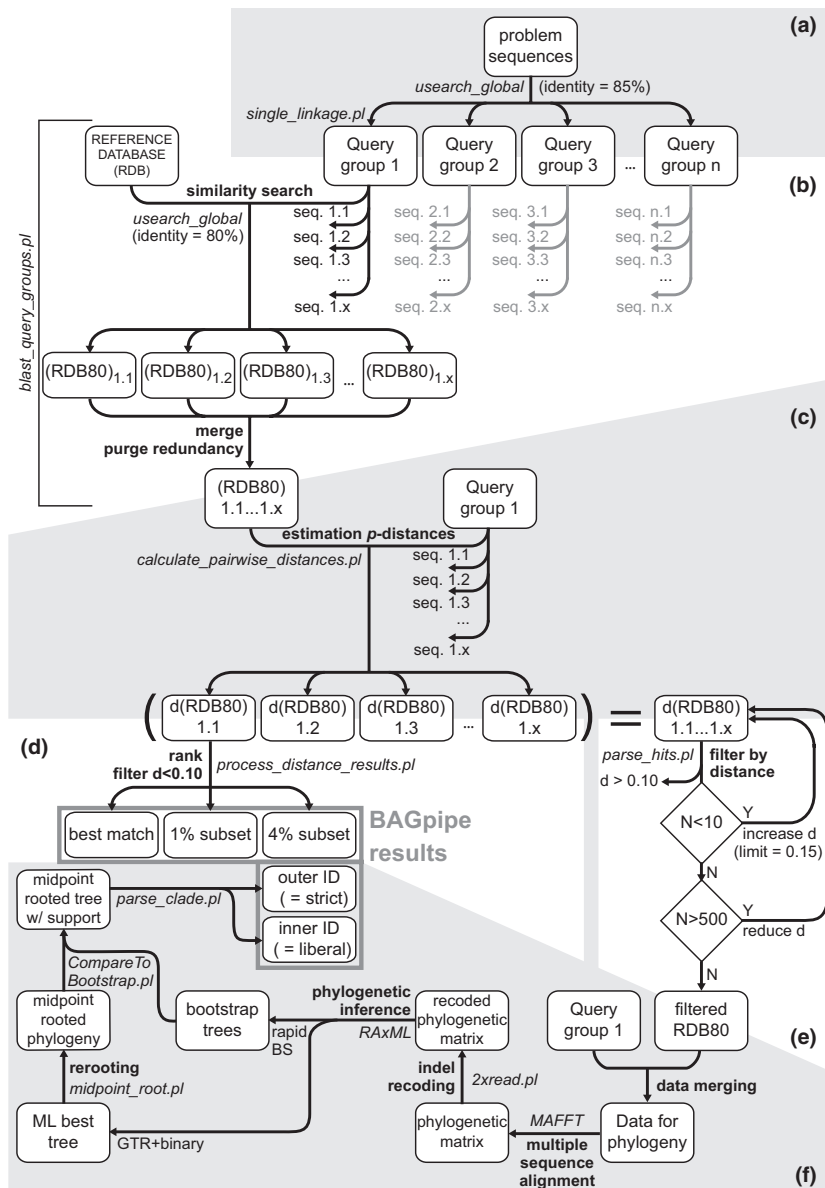 (a)
problem
sequences
usearch_global (identity = 85%)
single_linkage.pl
REFERENCE
DATABASE
(RDB)
Query
group 1
Query
group 2
Query
group 3
...
Query
group n
(b)
similarity search
usearch_global
(identity = 80%)
blast_query_groups.pl
seq. 1.1
seq. 1.2
seq. 1.3
...
seq. 1.x
seq. 2.1
seq. 2.2
seq. 2.3
...
seq. 2.x
seq. 3.1
seq. 3.2
seq. 3.3
...
seq. 3.x
seq. n.1
seq. n.2
seq. n.3
...
seq. n.x
(RDB80)1.1
(RDB80)1.2
(RDB80)1.3
...
(RDB80)1.x
merge
purge redundancy
(c)
(RDB80)
1.1...1.x
Query
group 1
estimation p-distances
calculate_pairwise_distances.pl
seq. 1.1
seq. 1.2
seq. 1.3
...
seq. 1.x
(
d(RDB80)
1.1
d(RDB80)
1.2
d(RDB80)
1.3
...
d(RDB80)
1.x
)
=
d(RDB80)
1.1...1.x
(d)
rank
filter d<0.10
process_distance_results.pl
best match
1% subset
4% subset
BAGpipe
results
outer ID
( = strict)
inner ID
( = liberal)
parse_hits.pl
filter by
distance
d > 0.10
N<10
Y
increase d
(limit = 0.15)
N
N>500
Y
reduce d
N
filtered
RDB80
Query
group 1
(e)
data merging
Data for
phylogeny
MAFFT
multiple
sequence
alignment
phylogenetic
matrix
indel
recoding
2xread.pl
recoded
phylogenetic
matrix
phylogenetic
inference
RAxML
rapid
BS
bootstrap
trees
GTR+binary
ML best
tree
rerooting
midpoint_root.pl
midpoint
rooted
phylogeny
CompareTo
Bootstrap.pl
midpoint
rooted tree
w/ support
parse_clade.pl
(f)